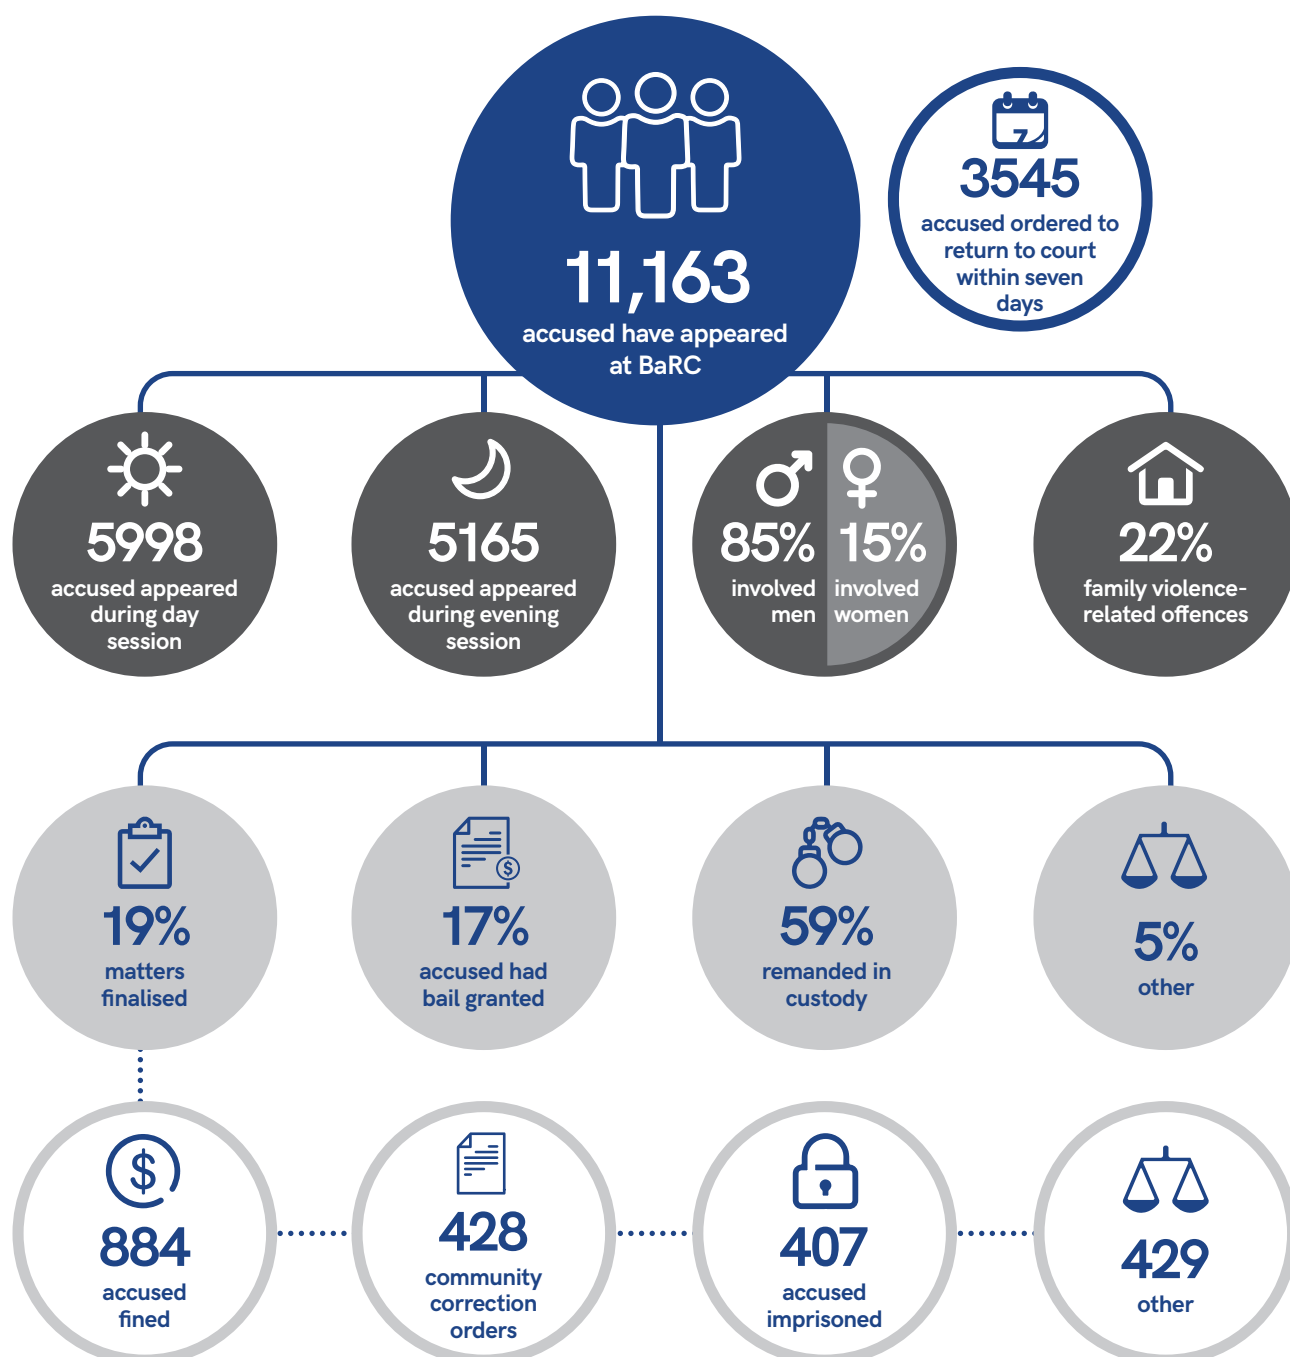 11,163
accused have appeared
at BaRC
7
3545
accused ordered to
return to court
within seven
days
5998
accused appeared
during day
session
5165
accused appeared
during evening
session
85%
involved
men
15%
involved
women
22%
family violence-
related offences
19%
matters
finalised
$
17%
accused had
bail granted
59%
remanded in
custody
5%
other
$
884
accused
fined
428
community
correction
orders
407
accused
imprisoned
429
other